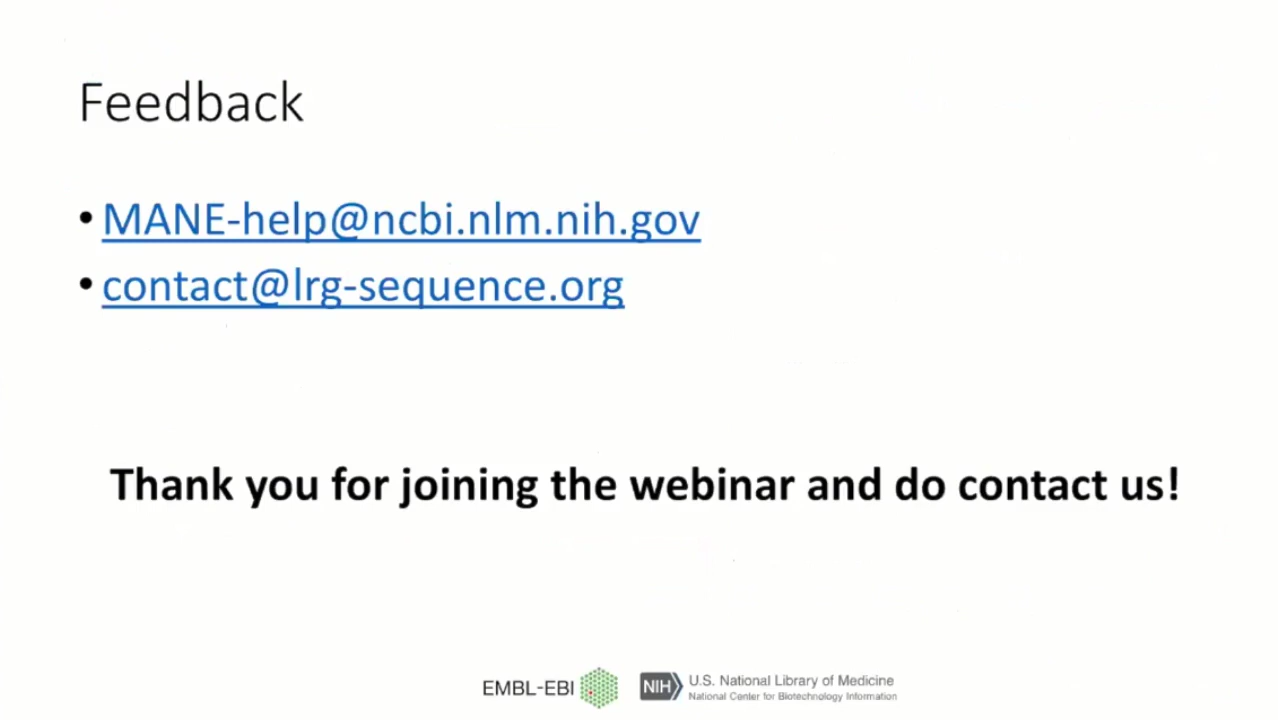 Feedback
• MANE-help@ncbi.nlm.nih.gov
• contact@lrg-sequence.org
Thank you for joining the webinar and do contact us!
EMBL-EBI
NIH U.S. National Library of Medicine
National Center for Biotechnology Information